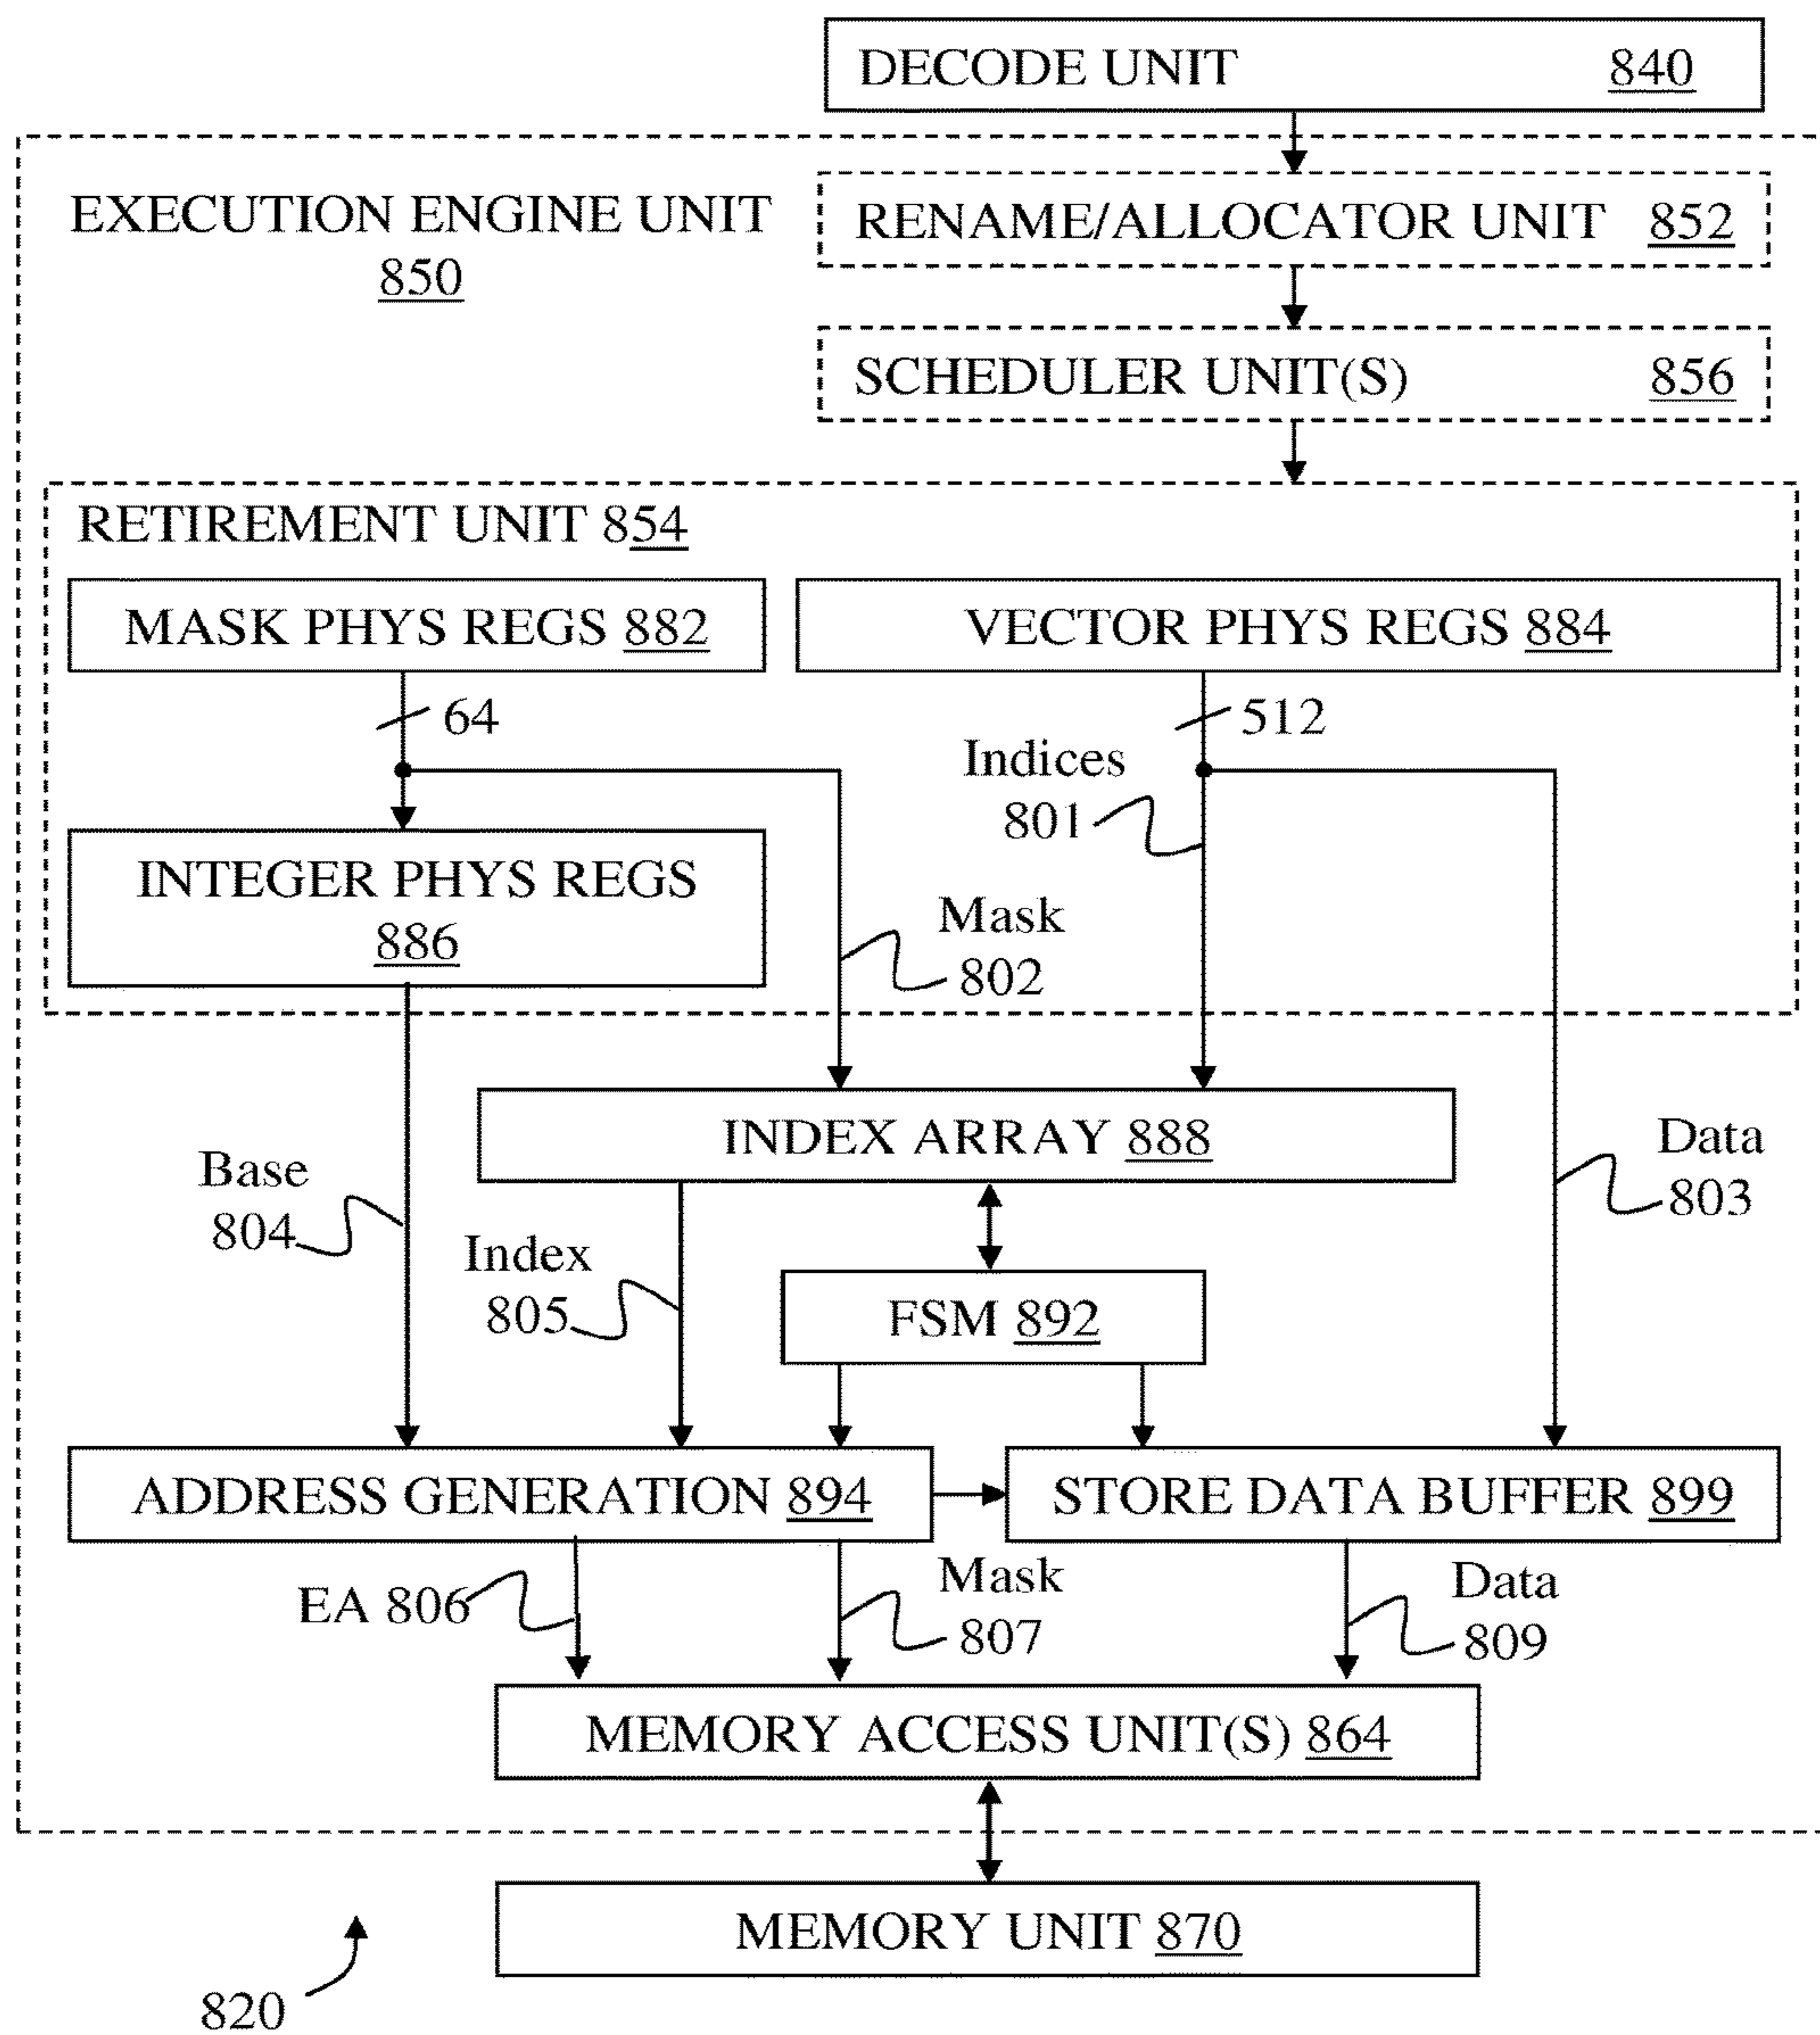 DECODE UNIT 840
EXECUTION ENGINE UNIT
850
RENAME/ALLOCATOR UNIT 852
SCHEDULER UNIT(S) 856
RETIREMENT UNIT 854
MASK PHYS REGS 882
VECTOR PHYS REGS 884
64
512
Indices
801
INTEGER PHYS REGS
886
Mask
802
INDEX ARRAY 888
Base
804
Data
803
Index
805
FSM 892
ADDRESS GENERATION 894
STORE DATA BUFFER 899
EA 806
Mask
807
Data
809
MEMORY ACCESS UNIT(S) 864
MEMORY UNIT 870
820